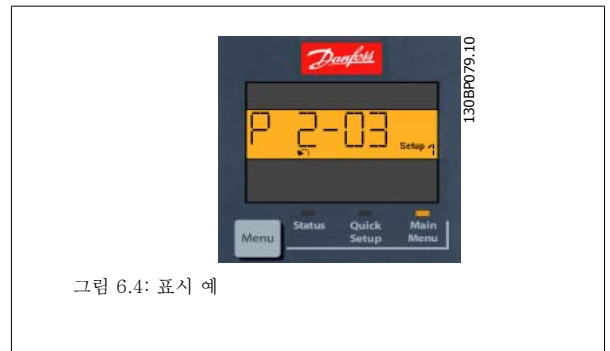 Danfoss
130BP079.10
P 2-03
Setup 1
Menu
Status
Quick Setup
Main Menu
그림 6.4: 표시 예